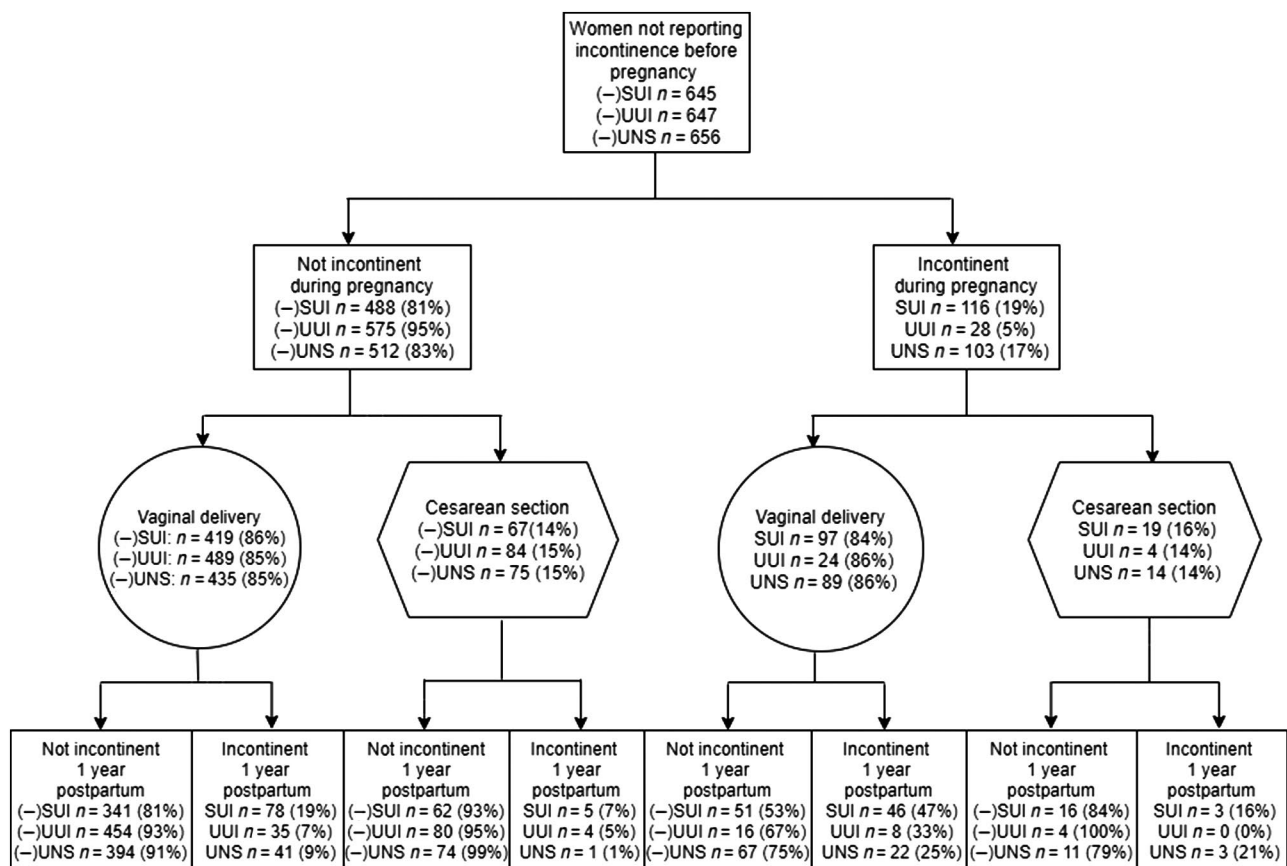 Women not reporting
incontinence before
pregnancy
(–)SUI n = 645
(–)UUI n = 647
(–)UNS n = 656
Not incontinent
during pregnancy
(–)SUI n = 488 (81%)
(–)UUI n = 575 (95%)
(–)UNS n = 512 (83%)
Incontinent
during pregnancy
SUI n = 116 (19%)
UUI n = 28 (5%)
UNS n = 103 (17%)
Vaginal delivery
(–)SUI: n = 419 (86%)
(–)UUI: n = 489 (85%)
(–)UNS: n = 435 (85%)
Cesarean section
(–)SUI n = 67(14%)
(–)UUI n = 84 (15%)
(–)UNS n = 75 (15%)
Vaginal delivery
SUI n = 97 (84%)
UUI n = 24 (86%)
UNS n = 89 (86%)
Cesarean section
SUI n = 19 (16%)
UUI n = 4 (14%)
UNS n = 14 (14%)
Not incontinent
1 year
postpartum
(–)SUI n = 341 (81%)
(–)UUI n = 454 (93%)
(–)UNS n = 394 (91%)
Incontinent
1 year
postpartum
SUI n = 78 (19%)
UUI n = 35 (7%)
UNS n = 41 (9%)
Not incontinent
1 year
postpartum
(–)SUI n = 62 (93%)
(–)UUI n = 80 (95%)
(–)UNS n = 74 (99%)
Incontinent
1 year
postpartum
SUI n = 5 (7%)
UUI n = 4 (5%)
UNS n = 1 (1%)
Not incontinent
1 year
postpartum
(–)SUI n = 51 (53%)
(–)UUI n = 16 (67%)
(–)UNS n = 67 (75%)
Incontinent
1 year
postpartum
SUI n = 46 (47%)
UUI n = 8 (33%)
UNS n = 22 (25%)
Not incontinent
1 year
postpartum
(–)SUI n = 16 (84%)
(–)UUI n = 4 (100%)
(–)UNS n = 11 (79%)
Incontinent
1 year
postpartum
SUI n = 3 (16%)
UUI n = 0 (0%)
UNS n = 3 (21%)